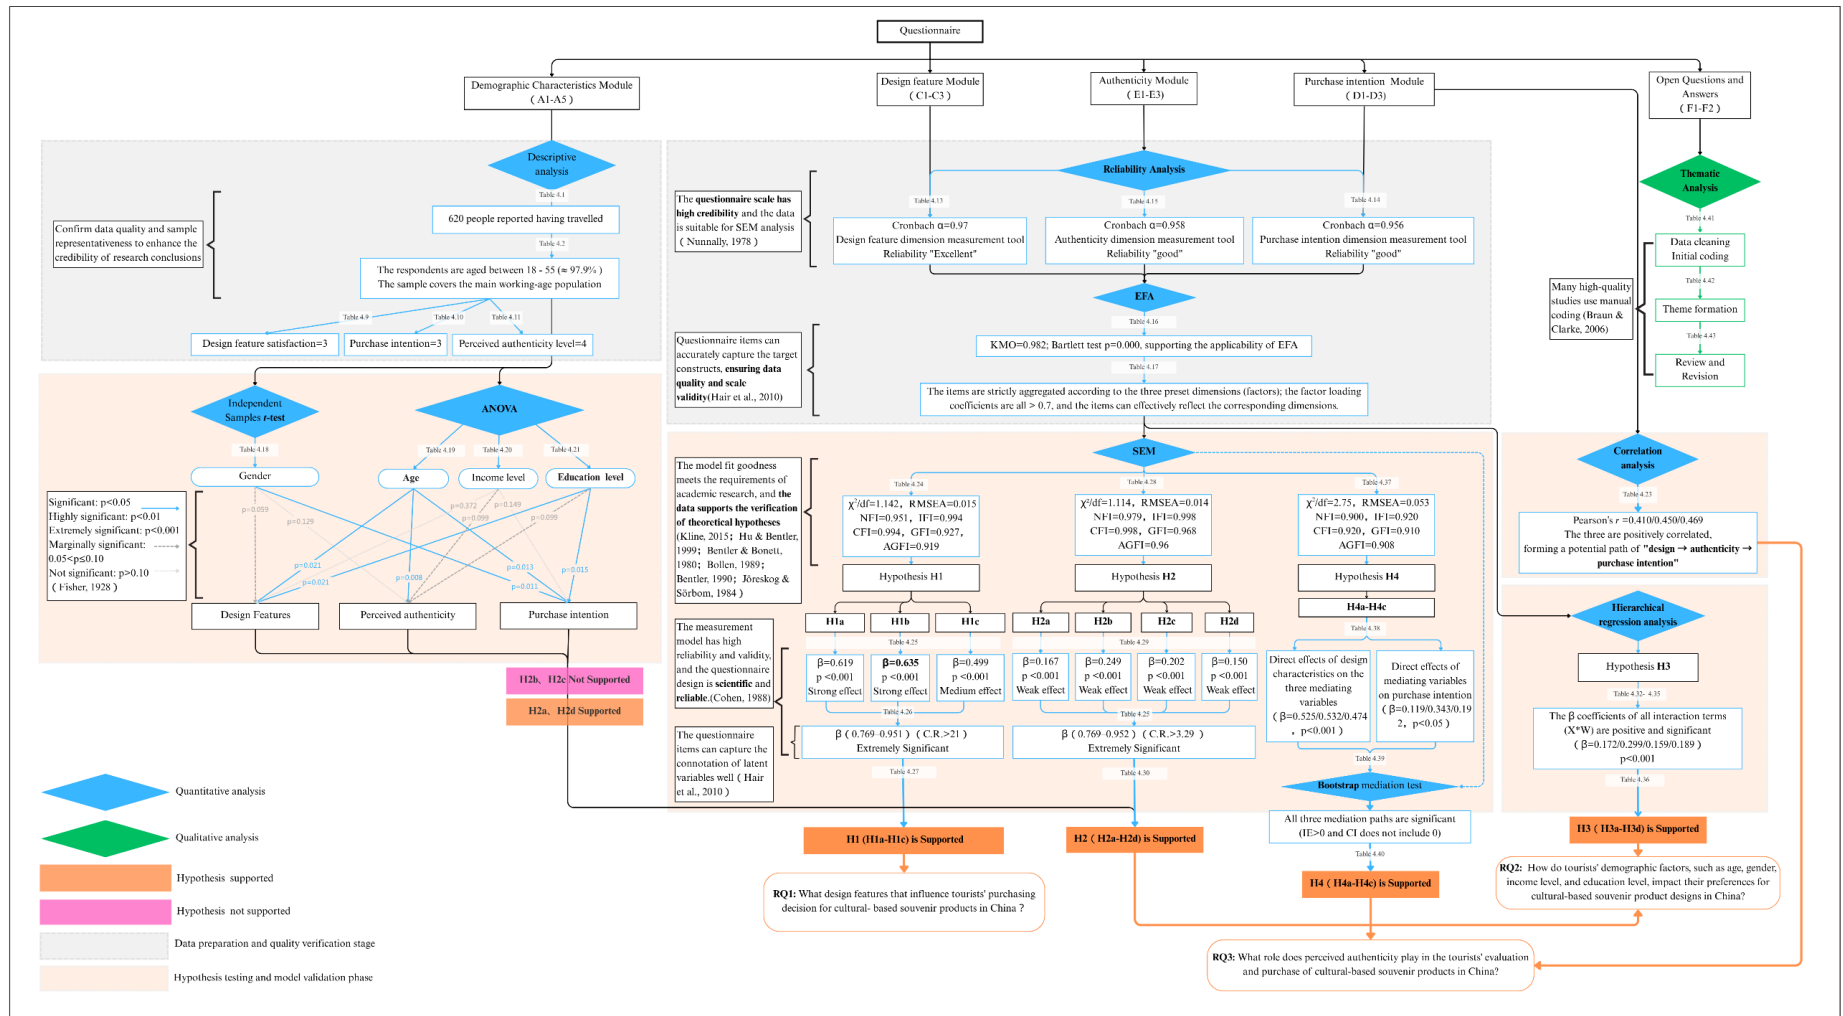 Questionnaire
Demographic Characteristics Module
( A1-A5 )
Design feature Module
( C1-C3 )
Authenticity Module
( E1-E3 )
Purchase intention Module
( D1-D3)
Open Questions and
Answers
( F1-F2 )
Descriptive
analysis
Table 4.1
620 people reported having travelled
Table 4.2
The respondents are aged between 18 - 55 (≈ 97.9% )
The sample covers the main working-age population
Confirm data quality and sample
representativeness to enhance the
credibility of research conclusions
Table 4.9
Table 4.10
Table 4.11
Design feature satisfaction=3
Purchase intention=3
Perceived authenticity level=4
Reliability Analysis
The questionnaire scale has
high credibility and the data
is suitable for SEM analysis
( Nunnally, 1978 )
Table 4.13
Table 4.15
Table 4.14
Cronbach α=0.97
Design feature dimension measurement tool
Reliability "Excellent"
Cronbach α=0.958
Authenticity dimension measurement tool
Reliability "good"
Cronbach α=0.956
Purchase intention dimension measurement tool
Reliability "good"
EFA
Table 4.16
KMO=0.982; Bartlett test p=0.000, supporting the applicability of EFA
Table 4.17
The items are strictly aggregated according to the three preset dimensions (factors); the factor loading
coefficients are all > 0.7, and the items can effectively reflect the corresponding dimensions.
Questionnaire items can
accurately capture the target
constructs, ensuring data
quality and scale
validity(Hair et al., 2010)
Thematic
Analysis
Table 4.41
Data cleaning
Initial coding
Table 4.42
Theme formation
Table 4.43
Review and
Revision
Many high-quality
studies use manual
coding (Braun &
Clarke, 2006)
Independent
Samples t-test
ANOVA
Table 4.18
Table 4.19
Table 4.20
Table 4.21
Gender
Age
Income level
Education level
Significant: p<0.05
Highly significant: p<0.01
Extremely significant: p<0.001
Marginally significant:
0.05<p≤0.10
Not significant: p>0.10
( Fisher, 1928 )
p=0.059
p=0.129
p=0.372
p=0.099
p=0.149
p=0.099
p=0.021
p=0.021
p=0.008
p=0.013
p=0.011
p=0.015
Design Features
Perceived authenticity
Purchase intention
H2b、H2c Not Supported
H2a、H2d Supported
SEM
The model fit goodness
meets the requirements of
academic research, and the
data supports the verification
of theoretical hypotheses
(Kline, 2015； Hu & Bentler,
1999； Bentler & Bonett,
1980； Bollen, 1989；
Bentler, 1990； Jöreskog &
Sörbom, 1984 )
Table 4.24
Table 4.28
Table 4.37
χ²/df=1.142, RMSEA=0.015
NFI=0.951, IFI=0.994
CFI=0.994, GFI=0.927,
AGFI=0.919
χ²/df=1.114, RMSEA=0.014
NFI=0.979, IFI=0.998
CFI=0.998, GFI=0.968
AGFI=0.96
χ²/df=2.75, RMSEA=0.053
NFI=0.900, IFI=0.920
CFI=0.920, GFI=0.910
AGFI=0.908
Hypothesis H1
Hypothesis H2
Hypothesis H4
H1a
H1b
H1c
H2a
H2b
H2c
H2d
H4a-H4c
Table 4.25
Table 4.29
Table 4.38
The measurement
model has high
reliability and validity,
and the questionnaire
design is scientific and
reliable.(Cohen, 1988)
β=0.619
p <0.001
Strong effect
β=0.635
p <0.001
Strong effect
β=0.499
p <0.001
Medium effect
β=0.167
p <0.001
Weak effect
β=0.249
p <0.001
Weak effect
β=0.202
p <0.001
Weak effect
β=0.150
p <0.001
Weak effect
Direct effects of design
characteristics on the
three mediating
variables
( β=0.525/0.532/0.474
, p<0.001 )
Direct effects of
mediating variables
on purchase intention
( β=0.119/0.343/0.19
2, p<0.05 )
Table 4.26
Table 4.25
The questionnaire
items can capture the
connotation of latent
variables well ( Hair
et al., 2010 )
β ( 0.769–0.951) ( C.R.>21 )
Extremely Significant
β ( 0.769–0.952) ( C.R.>3.29 )
Extremely Significant
Table 4.27
Table 4.30
Table 4.39
Bootstrap mediation test
All three mediation paths are significant
(IE>0 and CI does not include 0)
Table 4.40
H1 (H1a-H1c) is Supported
H2 ( H2a-H2d) is Supported
H4 ( H4a-H4c) is Supported
Correlation
analysis
Table 4.23
Pearson's r =0.410/0.450/0.469
The three are positively correlated,
forming a potential path of "design → authenticity →
purchase intention"
Hierarchical
regression analysis
Hypothesis H3
Table 4.32- 4.35
The β coefficients of all interaction terms
(X*W) are positive and significant
( β=0.172/0.299/0.159/0.189 )
p<0.001
Table 4.36
H3 ( H3a-H3d) is Supported
RQ1: What design features that influence tourists' purchasing
decision for cultural- based souvenir products in China ?
RQ2: How do tourists' demographic factors, such as age, gender,
income level, and education level, impact their preferences for
cultural-based souvenir product designs in China?
RQ3: What role does perceived authenticity play in the tourists' evaluation
and purchase of cultural-based souvenir products in China?
Quantitative analysis
Qualitative analysis
Hypothesis supported
Hypothesis not supported
Data preparation and quality verification stage
Hypothesis testing and model validation phase